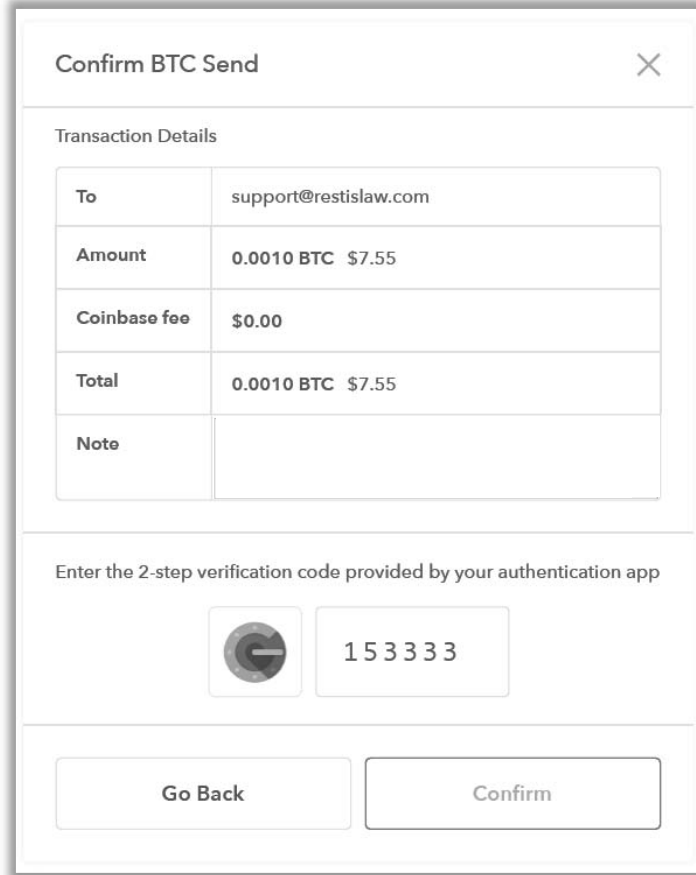 Confirm BTC Send
Transaction Details
To support@restislaw.com
Amount 0.0010 BTC $7.55
Coinbase fee $0.00
Total 0.0010 BTC $7.55
Note
Enter the 2-step verification code provided by your authentication app
153333
Go Back Confirm